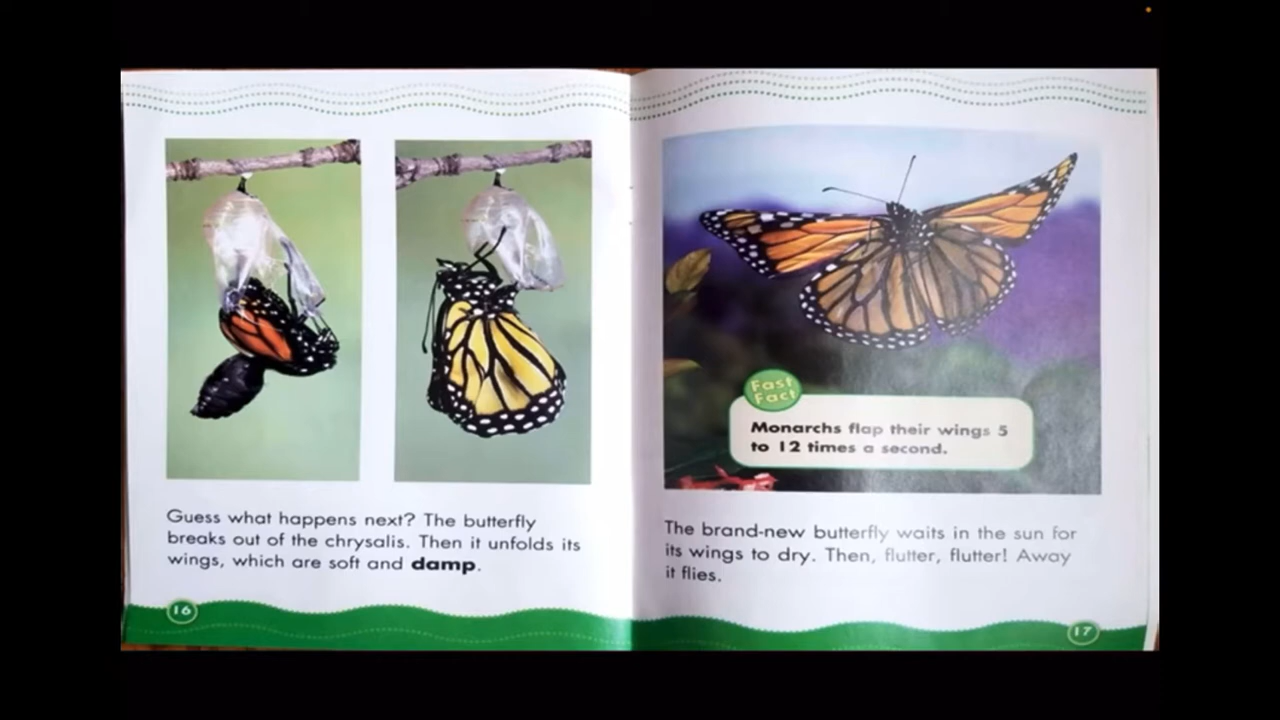 Guess what happens next? The butterfly
breaks out of the chrysalis. Then it unfolds its
wings, which are soft and damp.
16
Fast
Fact
Monarchs flap their wings 5
to 12 times a second.
The brand-new butterfly waits in the sun for
its wings to dry. Then, flutter, flutter! Away
it flies.
17